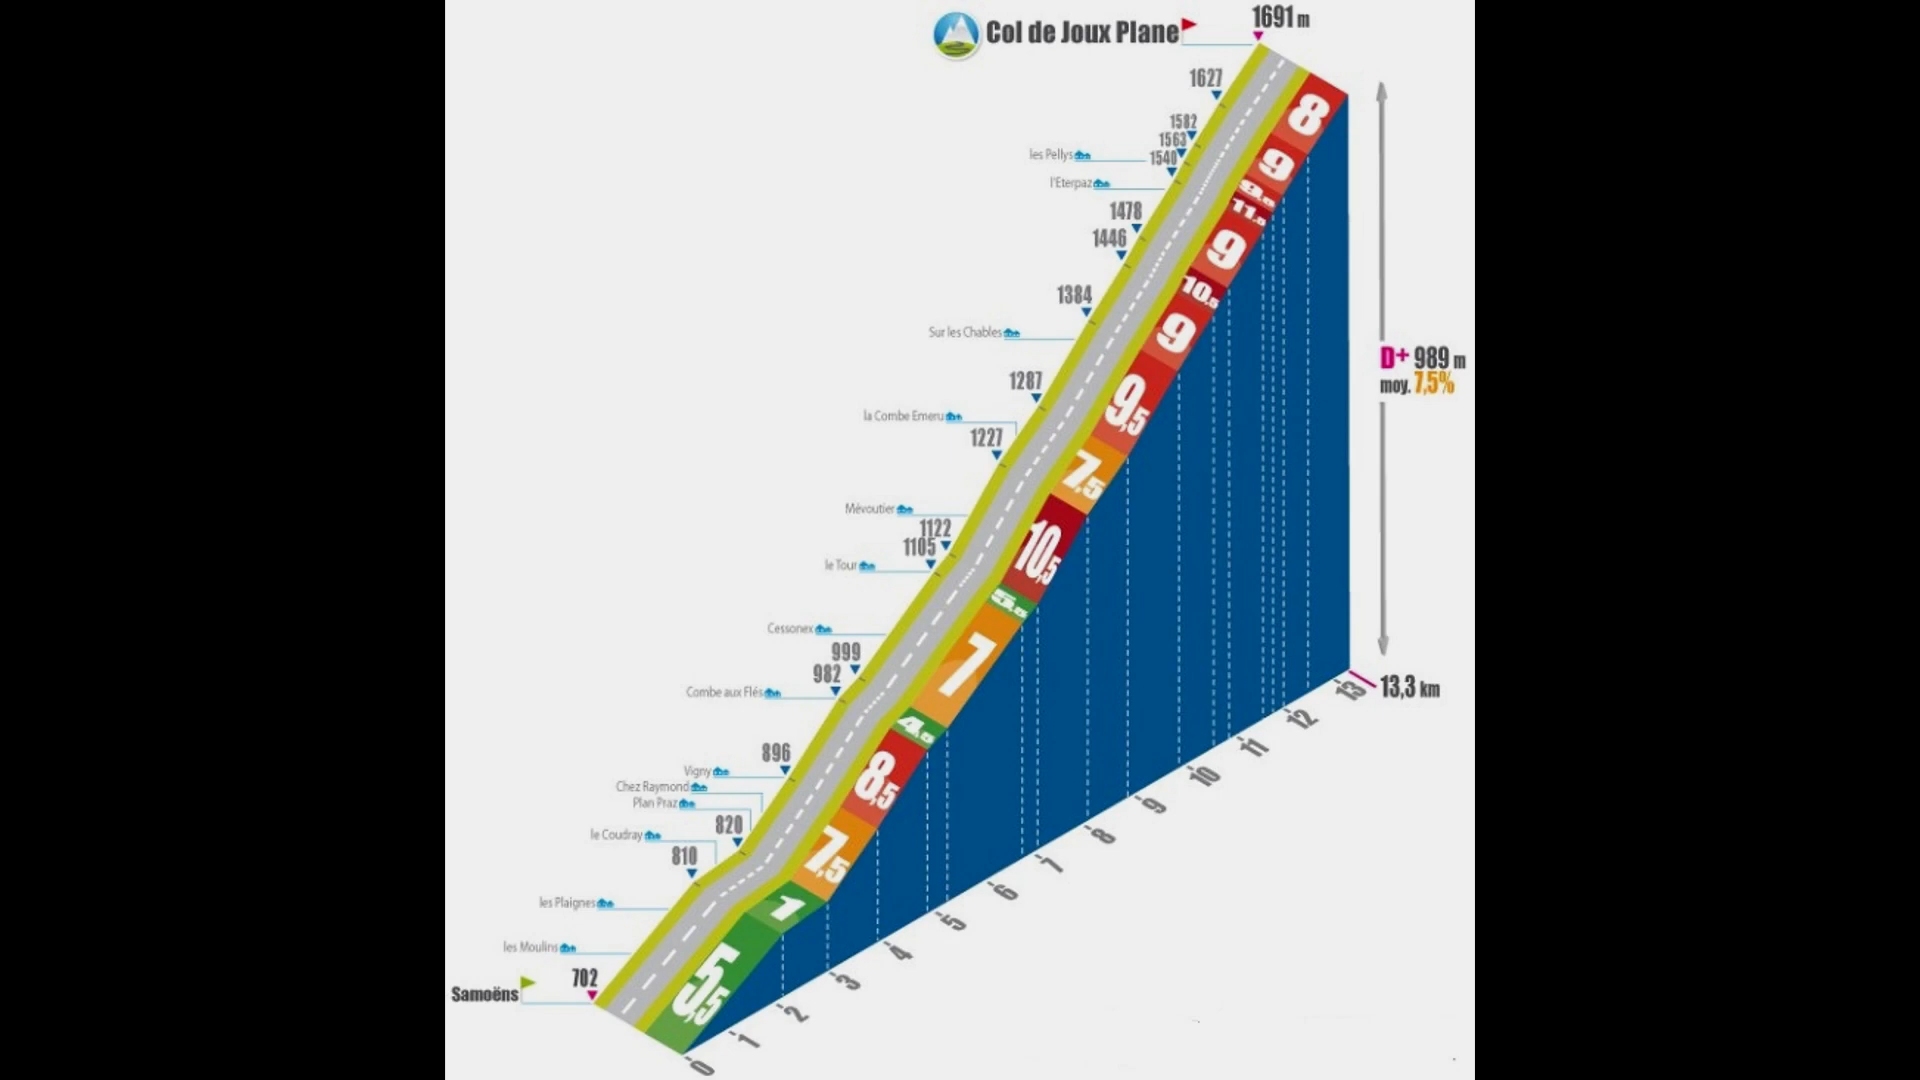 Col de Joux Plane
1691 m
1627
1582
1563
les Pellys
1540
l'Eterpaz
1478
1446
1384
Sur les Chables
1287
la Combe Emeru
1227
Mévoutier
1122
1105
le Tour
Cessonex
999
982
Combe aux Flés
896
Vigny
Chez Raymond
Plan Praz
820
le Coudray
810
les Plaignes
les Moulins
702
Samoëns
8
9
11,5
9
10,5
9
9,5
7,5
10,5
5,5
7
4,5
8,5
7,5
1
5,5
D+ 989 m
moy. 7,5%
13,3 km
13
12
11
10
9
8
7
6
5
4
3
2
1
0